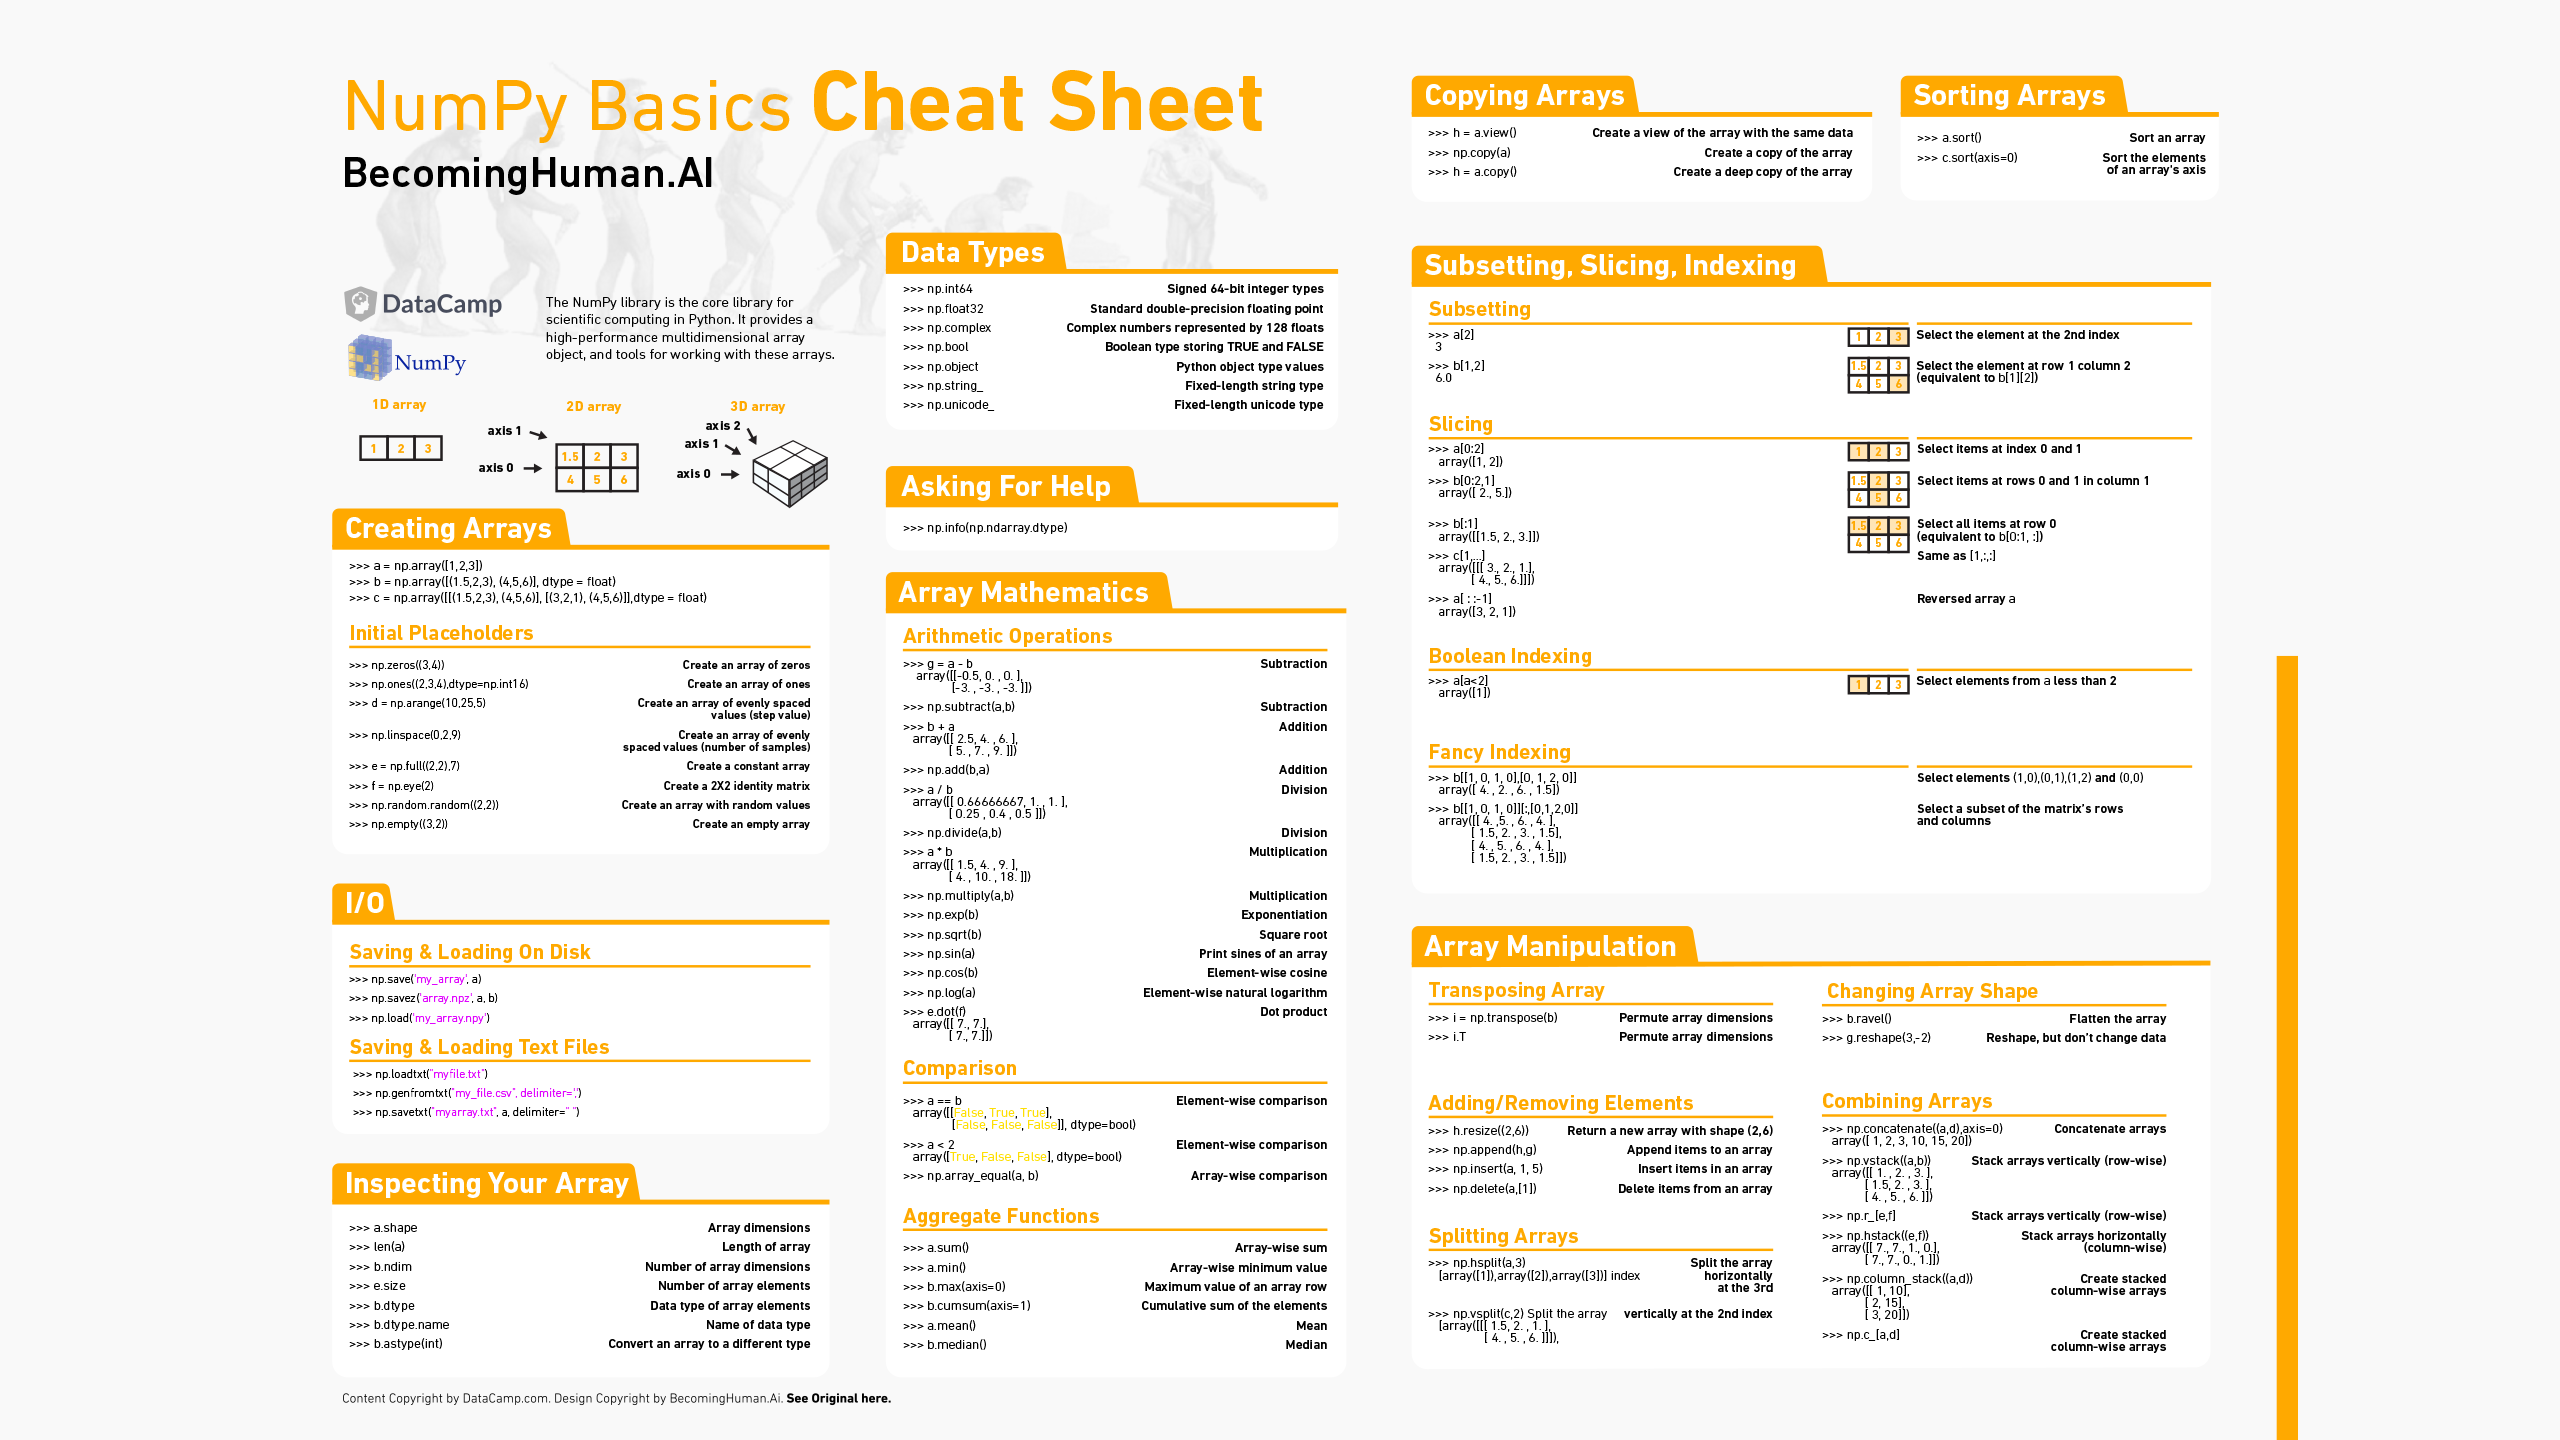 NumPy Basics Cheat Sheet
BecomingHuman.AI
DataCamp
NumPy
The NumPy library is the core library for
scientific computing in Python. It provides a
high-performance multidimensional array
object, and tools for working with these arrays.
1D array
1 2 3
2D array
axis 1
axis 0
1.5 2 3
4 5 6
3D array
axis 2
axis 1
axis 0
Creating Arrays
>>> a = np.array([1,2,3])
>>> b = np.array([(1.5,2,3), (4,5,6)], dtype = float)
>>> c = np.array([[(1.5,2,3), (4,5,6)], [(3,2,1), (4,5,6)]],dtype = float)
Initial Placeholders
>>> np.zeros((3,4)) Create an array of zeros
>>> np.ones((2,3,4),dtype=np.int16) Create an array of ones
>>> d = np.arange(10,25,5) Create an array of evenly spaced
values (step value)
>>> np.linspace(0,2,9) Create an array of evenly
spaced values (number of samples)
>>> e = np.full((2,2),7) Create a constant array
>>> f = np.eye(2) Create a 2X2 identity matrix
>>> np.random.random((2,2)) Create an array with random values
>>> np.empty((3,2)) Create an empty array
I/O
Saving & Loading On Disk
>>> np.save('my_array', a)
>>> np.savez('array.npz', a, b)
>>> np.load('my_array.npy')
Saving & Loading Text Files
>>> np.loadtxt("myfile.txt")
>>> np.genfromtxt("my_file.csv", delimiter=',')
>>> np.savetxt("myarray.txt", a, delimiter=" ")
Inspecting Your Array
>>> a.shape Array dimensions
>>> len(a) Length of array
>>> b.ndim Number of array dimensions
>>> e.size Number of array elements
>>> b.dtype Data type of array elements
>>> b.dtype.name Name of data type
>>> b.astype(int) Convert an array to a different type
Content Copyright by DataCamp.com. Design Copyright by BecomingHuman.Ai. See Original here.
Data Types
>>> np.int64 Signed 64-bit integer types
>>> np.float32 Standard double-precision floating point
>>> np.complex Complex numbers represented by 128 floats
>>> np.bool Boolean type storing TRUE and FALSE
>>> np.object Python object type values
>>> np.string_ Fixed-length string type
>>> np.unicode_ Fixed-length unicode type
Asking For Help
>>> np.info(np.ndarray.dtype)
Array Mathematics
Arithmetic Operations
>>> g = a - b Subtraction
array([[-0.5, 0. , 0. ],
[-3. , -3. , -3. ]])
>>> np.subtract(a,b) Subtraction
>>> b + a Addition
array([[ 2.5, 4. , 6. ],
[ 5. , 7. , 9. ]])
>>> np.add(b,a) Addition
>>> a / b Division
array([[ 0.66666667, 1. , 1. ],
[ 0.25 , 0.4 , 0.5 ]])
>>> np.divide(a,b) Division
>>> a * b Multiplication
array([[ 1.5, 4. , 9. ],
[ 4. , 10. , 18. ]])
>>> np.multiply(a,b) Multiplication
>>> np.exp(b) Exponentiation
>>> np.sqrt(b) Square root
>>> np.sin(a) Print sines of an array
>>> np.cos(b) Element-wise cosine
>>> np.log(a) Element-wise natural logarithm
>>> e.dot(f) Dot product
array([[ 7., 7.],
[ 7., 7.]])
Comparison
>>> a == b Element-wise comparison
array([[False, True, True],
[False, False, False]], dtype=bool)
>>> a < 2 Element-wise comparison
array([True, False, False], dtype=bool)
>>> np.array_equal(a, b) Array-wise comparison
Aggregate Functions
>>> a.sum() Array-wise sum
>>> a.min() Array-wise minimum value
>>> b.max(axis=0) Maximum value of an array row
>>> b.cumsum(axis=1) Cumulative sum of the elements
>>> a.mean() Mean
>>> b.median() Median
Copying Arrays
>>> h = a.view() Create a view of the array with the same data
>>> np.copy(a) Create a copy of the array
>>> h = a.copy() Create a deep copy of the array
Sorting Arrays
>>> a.sort() Sort an array
>>> c.sort(axis=0) Sort the elements
of an array's axis
Subsetting, Slicing, Indexing
Subsetting
>>> a[2] 1 2 3 Select the element at the 2nd index
3
>>> b[1,2] 1.5 2 3 Select the element at row 1 column 2
6.0 4 5 6 (equivalent to b[1][2])
Slicing
>>> a[0:2] 1 2 3 Select items at index 0 and 1
array([1, 2])
>>> b[0:2,1] 1.5 2 3 Select items at rows 0 and 1 in column 1
array([ 2., 5.]) 4 5 6
>>> b[:1] 1.5 2 3 Select all items at row 0
array([[1.5, 2., 3.]]) 4 5 6 (equivalent to b[0:1, :])
>>> c[1,...] Same as [1,:,:]
array([[[ 3., 2., 1.],
[ 4., 5., 6.]]])
>>> a[ : :-1] Reversed array a
array([3, 2, 1])
Boolean Indexing
>>> a[a<2] 1 2 3 Select elements from a less than 2
array([1])
Fancy Indexing
>>> b[[1, 0, 1, 0],[0, 1, 2, 0]] Select elements (1,0),(0,1),(1,2) and (0,0)
array([ 4. , 2. , 6. , 1.5])
>>> b[[1, 0, 1, 0]][:,[0,1,2,0]] Select a subset of the matrix's rows
and columns
array([[ 4. ,5. , 6. , 4. ],
[ 1.5, 2. , 3. , 1.5],
[ 4. , 5. , 6. , 4. ],
[ 1.5, 2. , 3. , 1.5]])
Array Manipulation
Transposing Array
>>> i = np.transpose(b) Permute array dimensions
>>> i.T Permute array dimensions
Adding/Removing Elements
>>> h.resize((2,6)) Return a new array with shape (2,6)
>>> np.append(h,g) Append items to an array
>>> np.insert(a, 1, 5) Insert items in an array
>>> np.delete(a,[1]) Delete items from an array
Splitting Arrays
>>> np.hsplit(a,3) Split the array
[array([1]),array([2]),array([3])] index horizontally
at the 3rd
>>> np.vsplit(c,2) Split the array vertically at the 2nd index
[array([[[ 1.5, 2. , 1. ],
[ 4. , 5. , 6. ]]]),
Changing Array Shape
>>> b.ravel() Flatten the array
>>> g.reshape(3,-2) Reshape, but don't change data
Combining Arrays
>>> np.concatenate((a,d),axis=0) Concatenate arrays
array([ 1, 2, 3, 10, 15, 20])
>>> np.vstack((a,b)) Stack arrays vertically (row-wise)
array([[ 1. , 2. , 3. ],
[ 1.5, 2. , 3. ],
[ 4. , 5. , 6. ]])
>>> np.r_[e,f] Stack arrays vertically (row-wise)
>>> np.hstack((e,f)) Stack arrays horizontally
array([[ 7., 7., 1., 0.], (column-wise)
[ 7., 7., 0., 1.]])
>>> np.column_stack((a,d)) Create stacked
array([[ 1, 10], column-wise arrays
[ 2, 15],
[ 3, 20]])
>>> np.c_[a,d] Create stacked
column-wise arrays